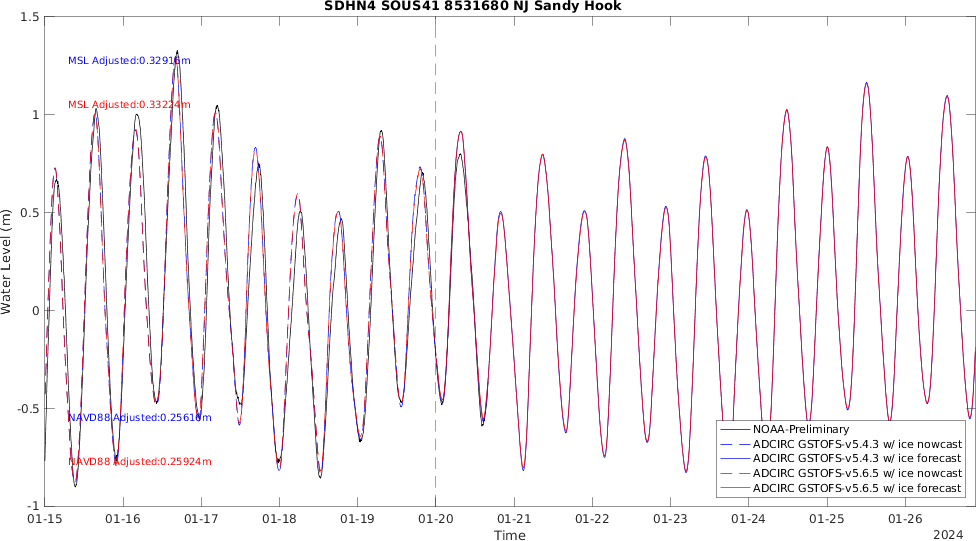 SDHN4 SOUS41 8531680 NJ Sandy Hook
1.5
MSL Adjusted:0.32916m
MSL Adjusted:0.33224m
1
0.5
Water Level (m)
0
-0.5
NAVD88 Adjusted:0.25616m
NAVD88 Adjusted:0.25924m
-1
NOAA-Preliminary
ADCIRC GSTOFS-v5.4.3 w/ ice nowcast
ADCIRC GSTOFS-v5.4.3 w/ ice forecast
ADCIRC GSTOFS-v5.6.5 w/ ice nowcast
ADCIRC GSTOFS-v5.6.5 w/ ice forecast
01-15 01-16 01-17 01-18 01-19 01-20 01-21 01-22 01-23 01-24 01-25 01-26
Time
2024